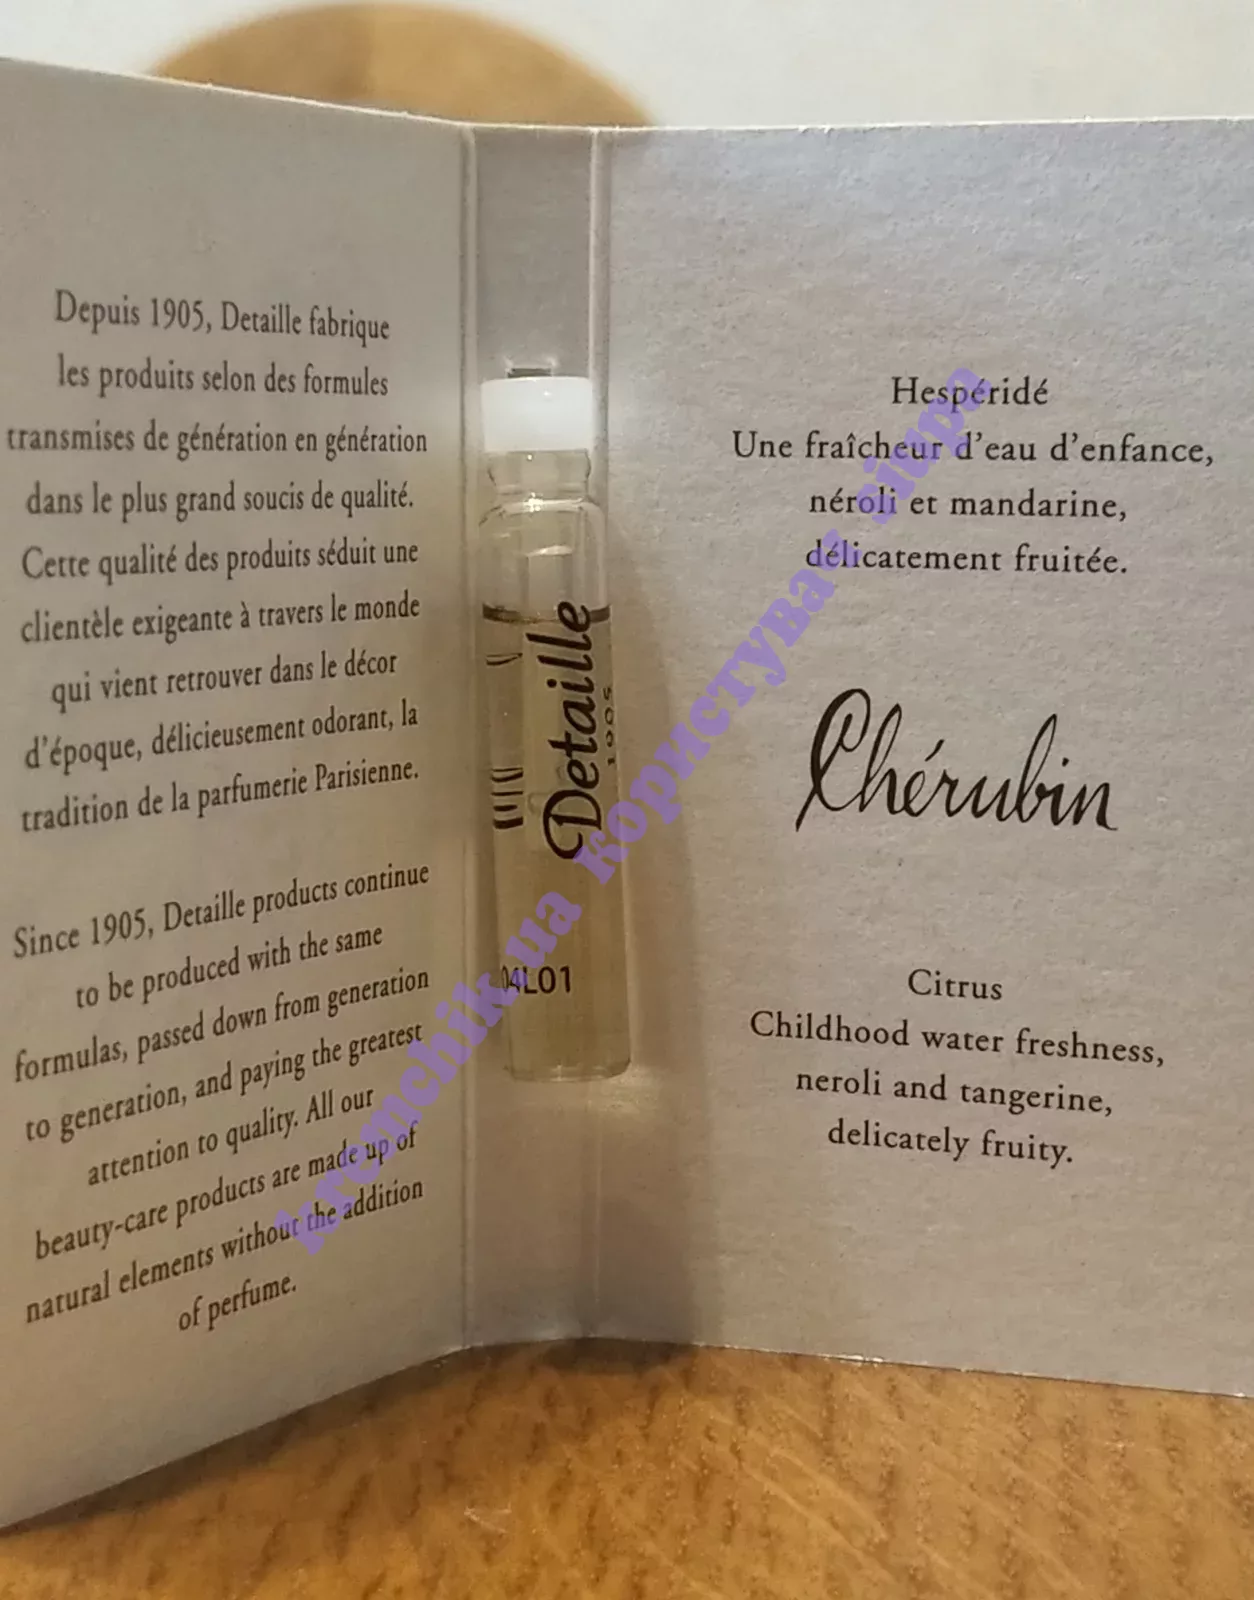 Depuis 1905, Detaille fabrique
les produits selon des formules
transmises de génération en génération
dans le plus grand soucis de qualité.
Cette qualité des produits séduit une
clientèle exigeante à travers le monde
qui vient retrouver dans le décor
d'époque, délicieusement odorant, la
tradition de la parfumerie Parisienne.
Since 1905, Detaille products continue
to be produced with the same
formulas, passed down from generation
to generation, and paying the greatest
attention to quality. All our
beauty-care products are made up of
natural elements without the addition
of perfume.
Detaille
1905
04L01
Hespéridé
Une fraîcheur d'eau d'enfance,
néroli et mandarine,
délicatement fruitée.
Chérubin
Citrus
Childhood water freshness,
neroli and tangerine,
delicately fruity.
kremchik.ua користувач siupa